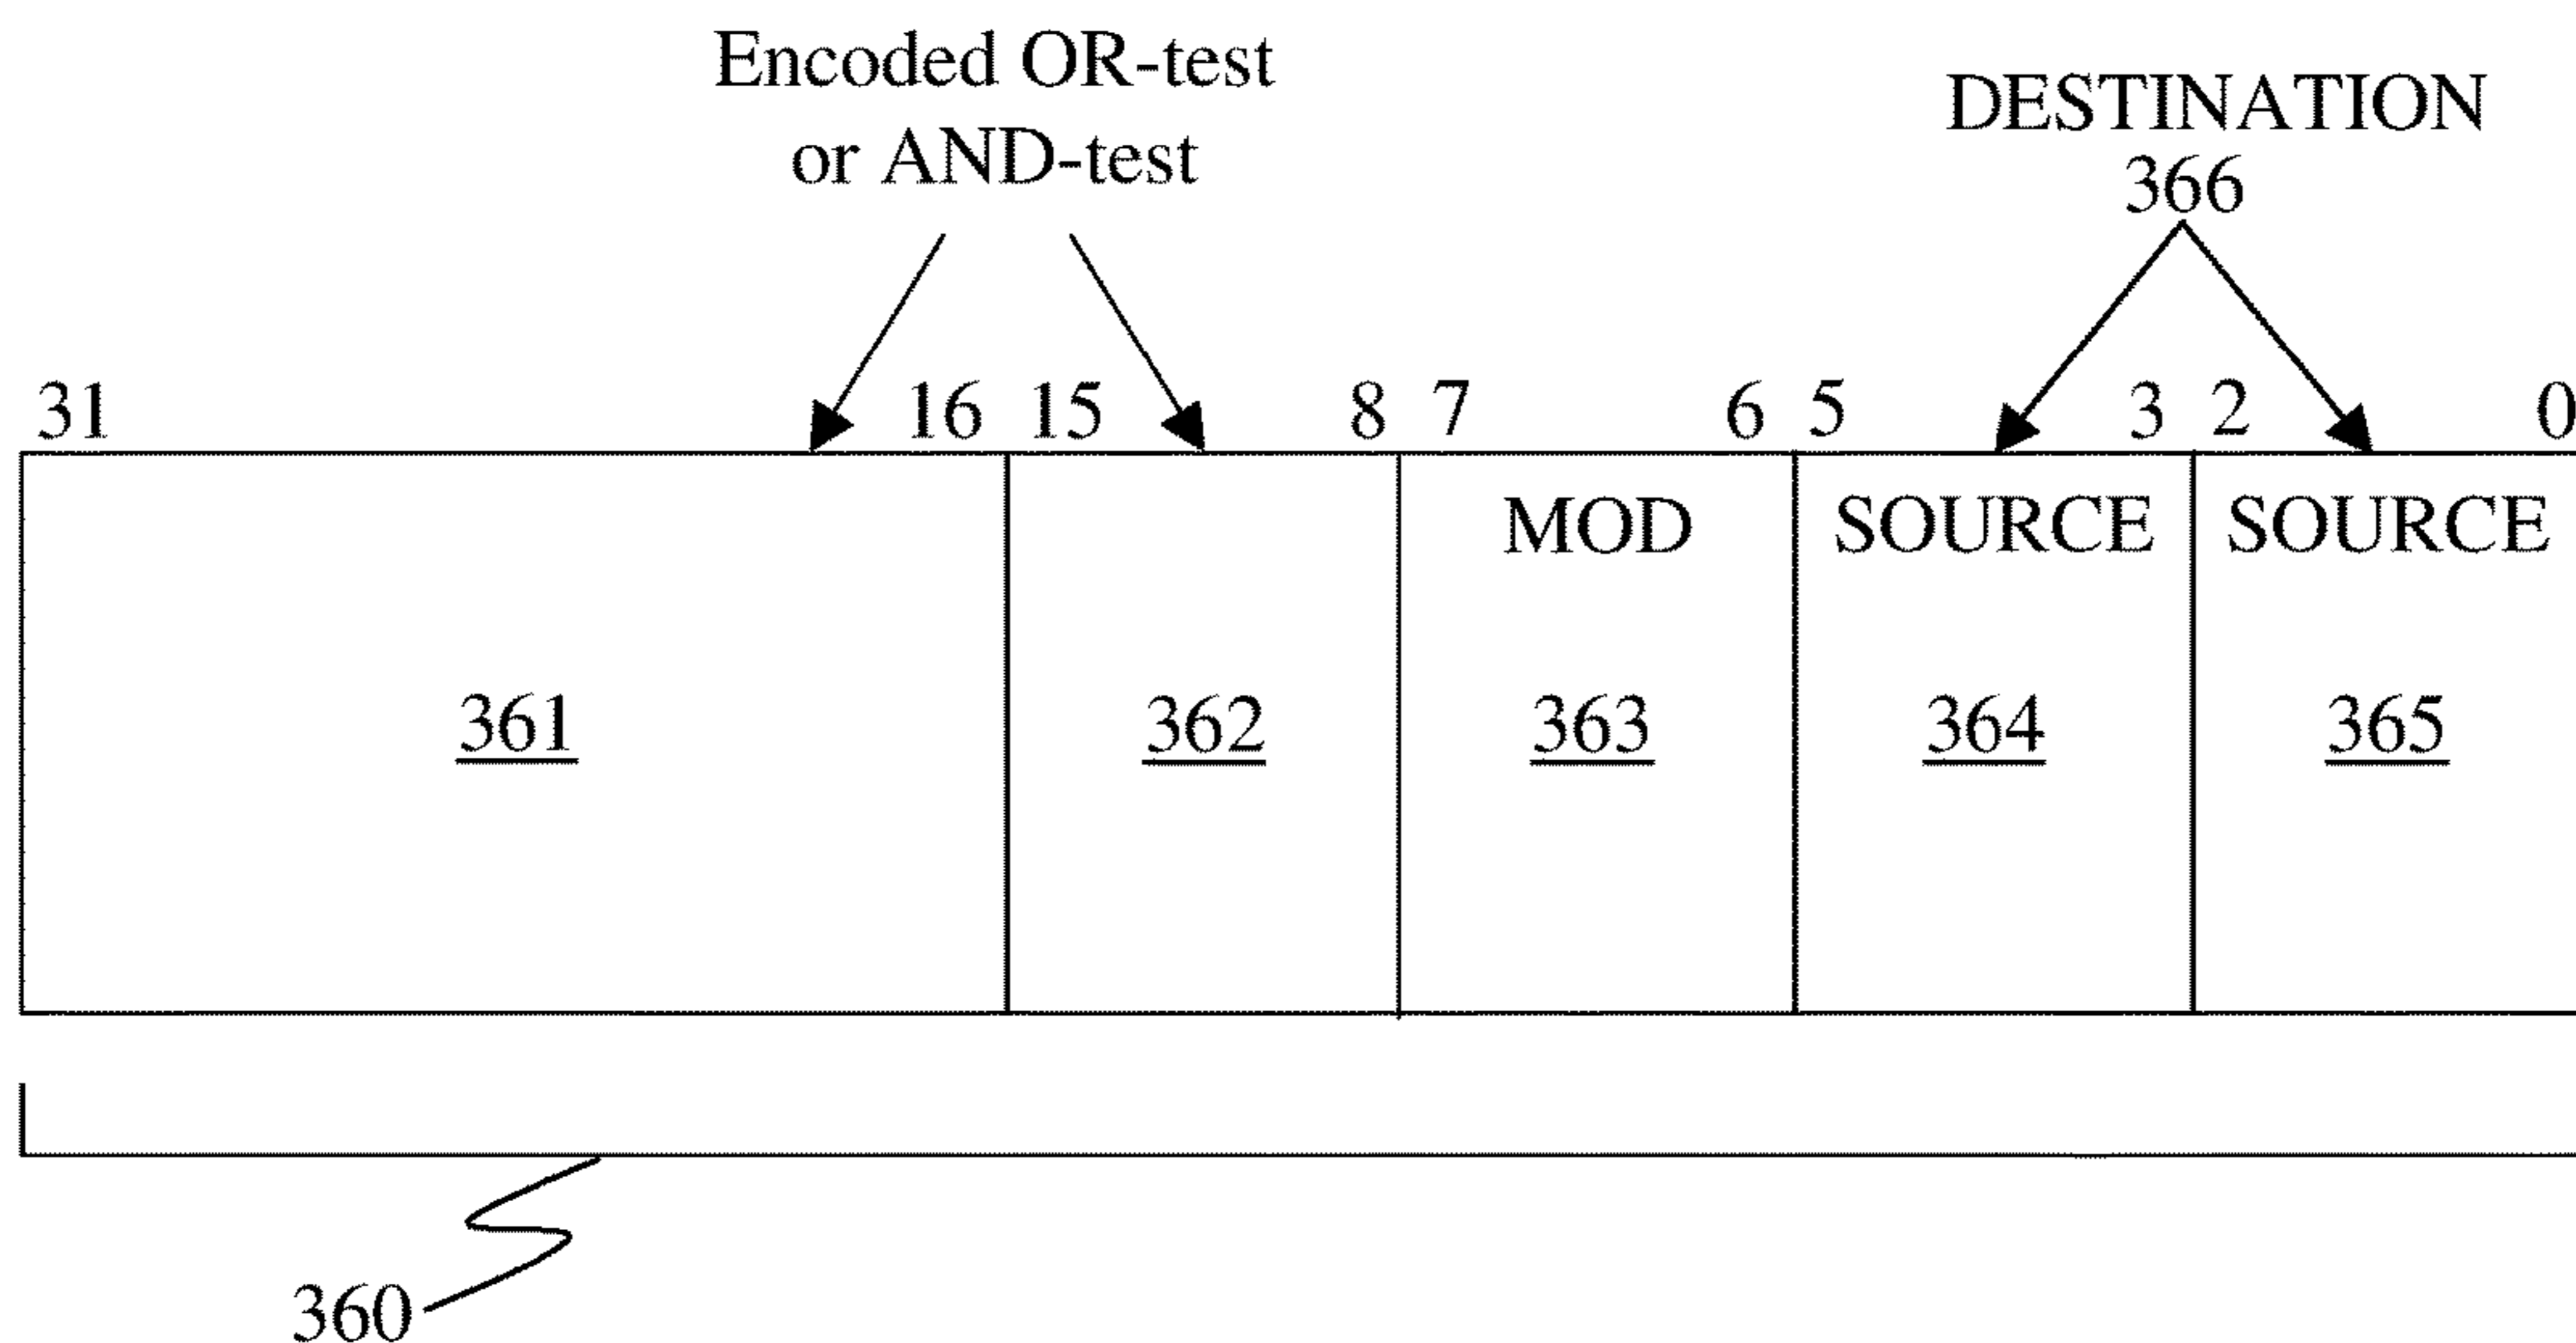 Encoded OR-test
or AND-test
DESTINATION
366
31 16 15 8 7 6 5 3 2 0
MOD SOURCE SOURCE
361 362 363 364 365
360